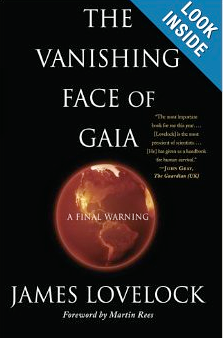 LOOK
INSIDE
THE
VANISHING
FACE OF
GAIA
"The most important
book for me this year. . . .
[Lovelock] is the most
prescient of scientists . . . .
[He] has given us a handbook
for human survival."
—JOHN GRAY,
The Guardian (UK)
A FINAL WARNING
JAMES LOVELOCK
Foreword by Martin Rees